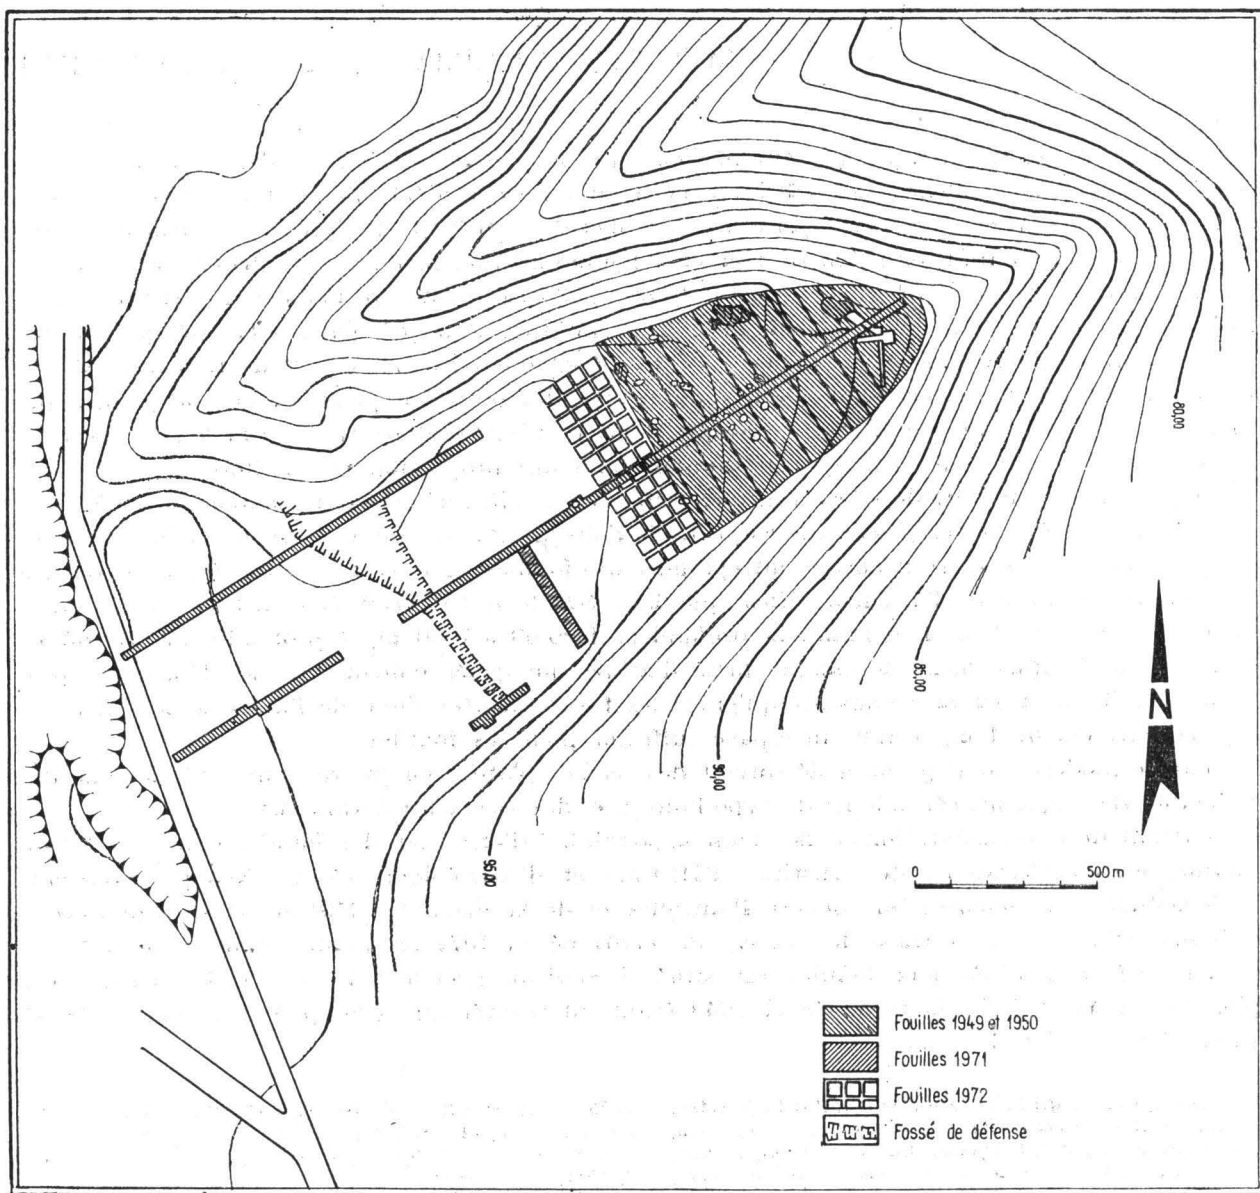 80,00
85,00
90,00
95,00
N
0 500 m
Fouilles 1949 et 1950
Fouilles 1971
Fouilles 1972
Fossé de défense